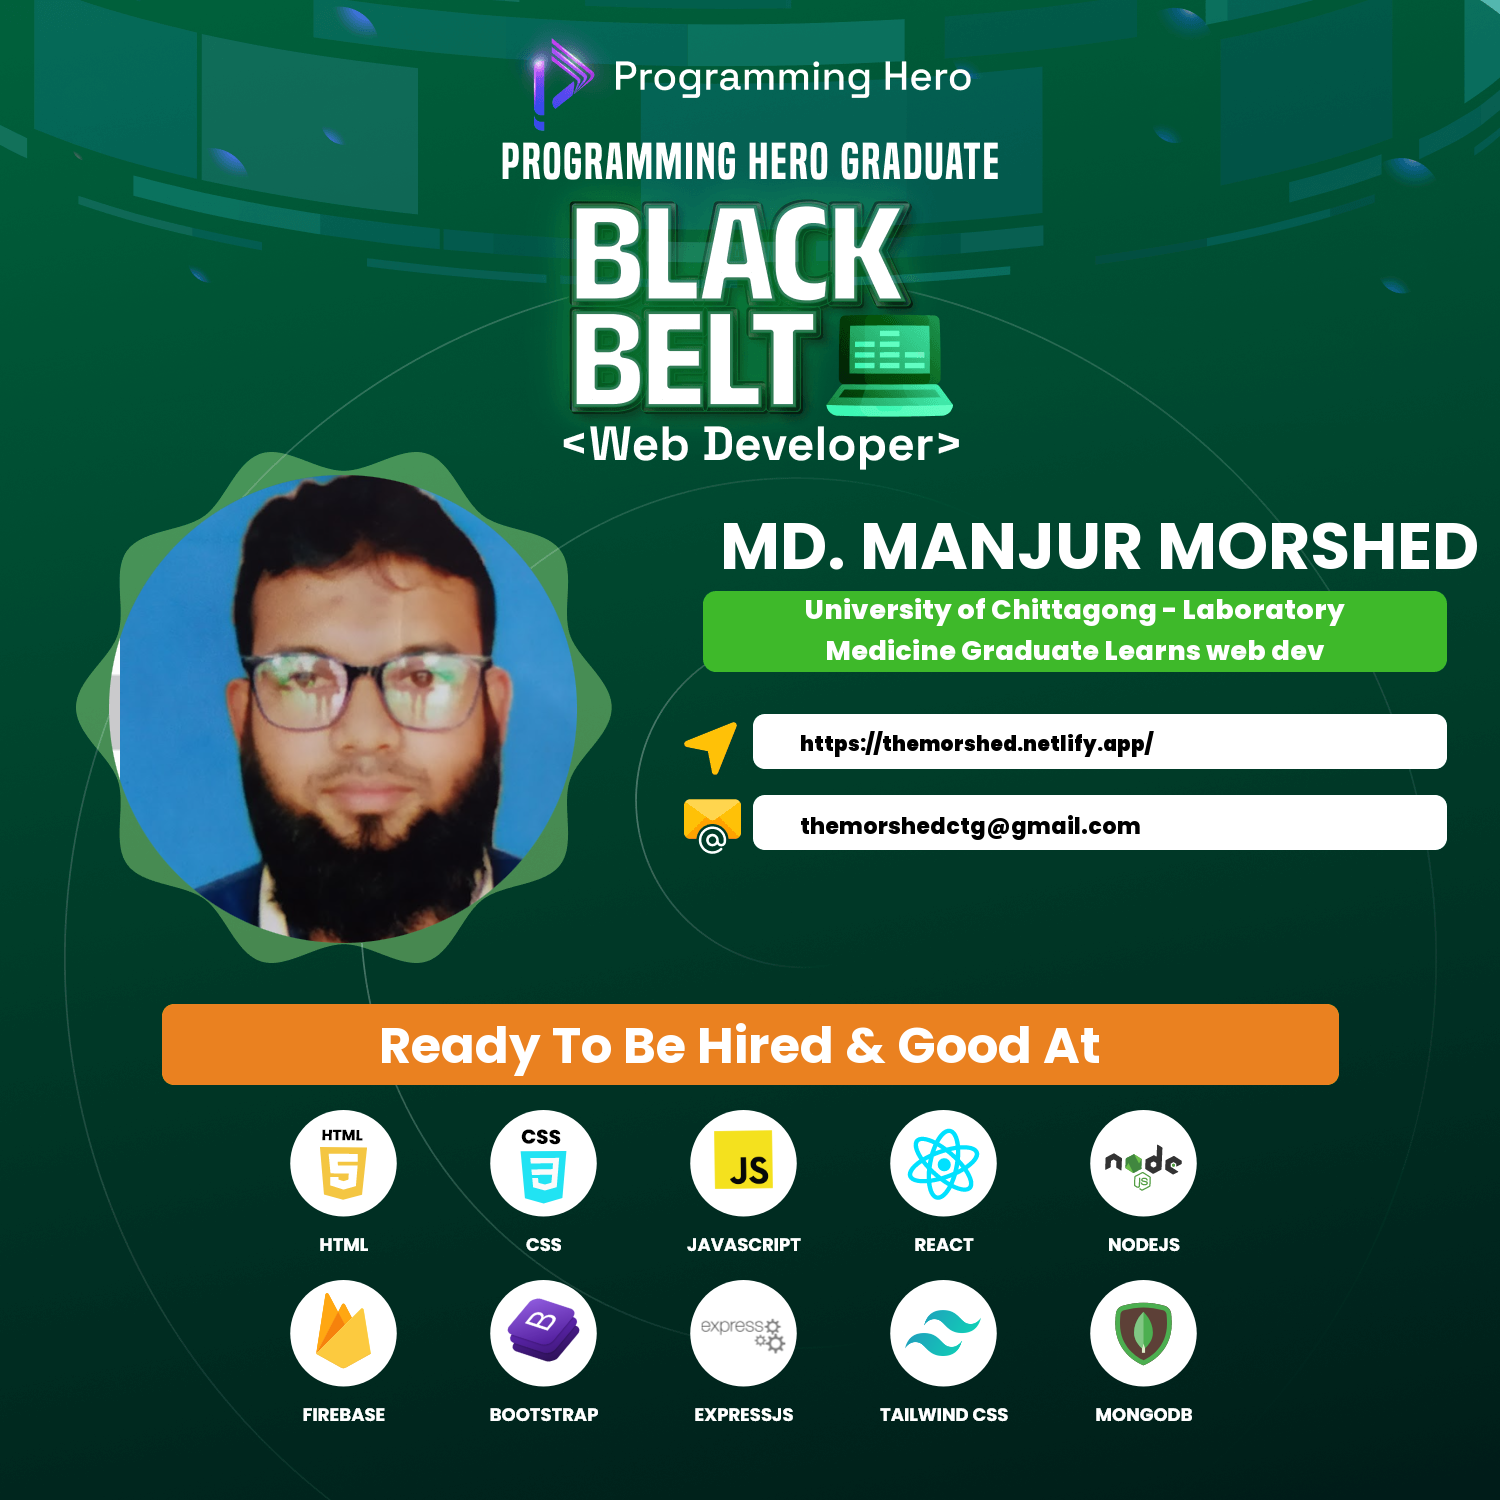 Programming Hero
PROGRAMMING HERO GRADUATE
BLACK
BELT
<Web Developer>
MD. MANJUR MORSHED
University of Chittagong - Laboratory
Medicine Graduate Learns web dev
https://themorshed.netlify.app/
@
themorshedctg@gmail.com
Ready To Be Hired & Good At
HTML
5
CSS
3
JS
node
JS
HTML
CSS
JAVASCRIPT
REACT
NODEJS
B
express
FIREBASE
BOOTSTRAP
EXPRESSJS
TAILWIND CSS
MONGODB